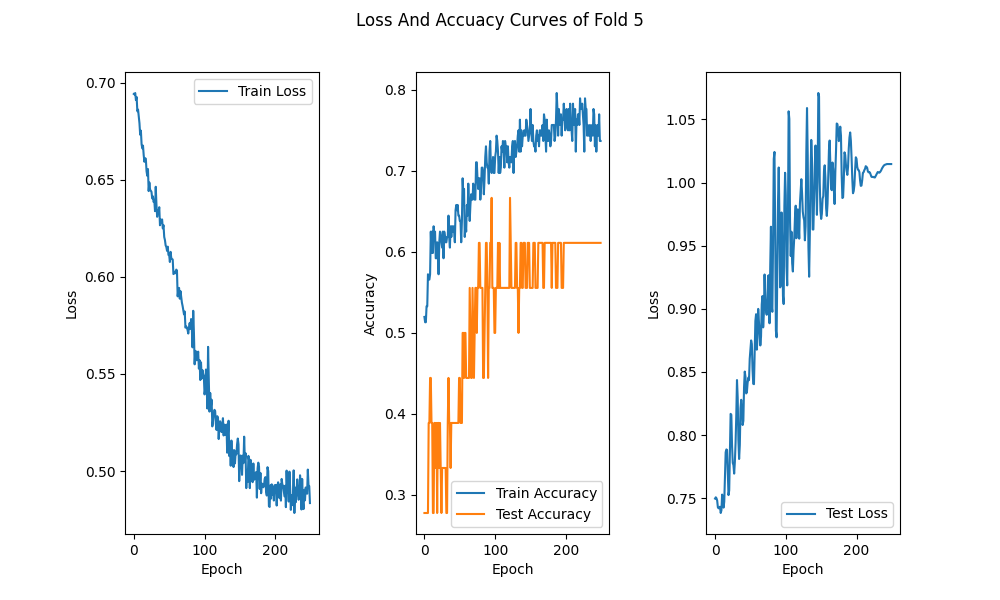 Loss And Accuacy Curves of Fold 5
0.70
0.65
0.60
0.55
0.50
Loss
0 100 200
Epoch
Train Loss
0.8
0.7
0.6
0.5
0.4
0.3
Accuracy
0 100 200
Epoch
Train Accuracy
Test Accuracy
1.05
1.00
0.95
0.90
0.85
0.80
0.75
Loss
0 100 200
Epoch
Test Loss